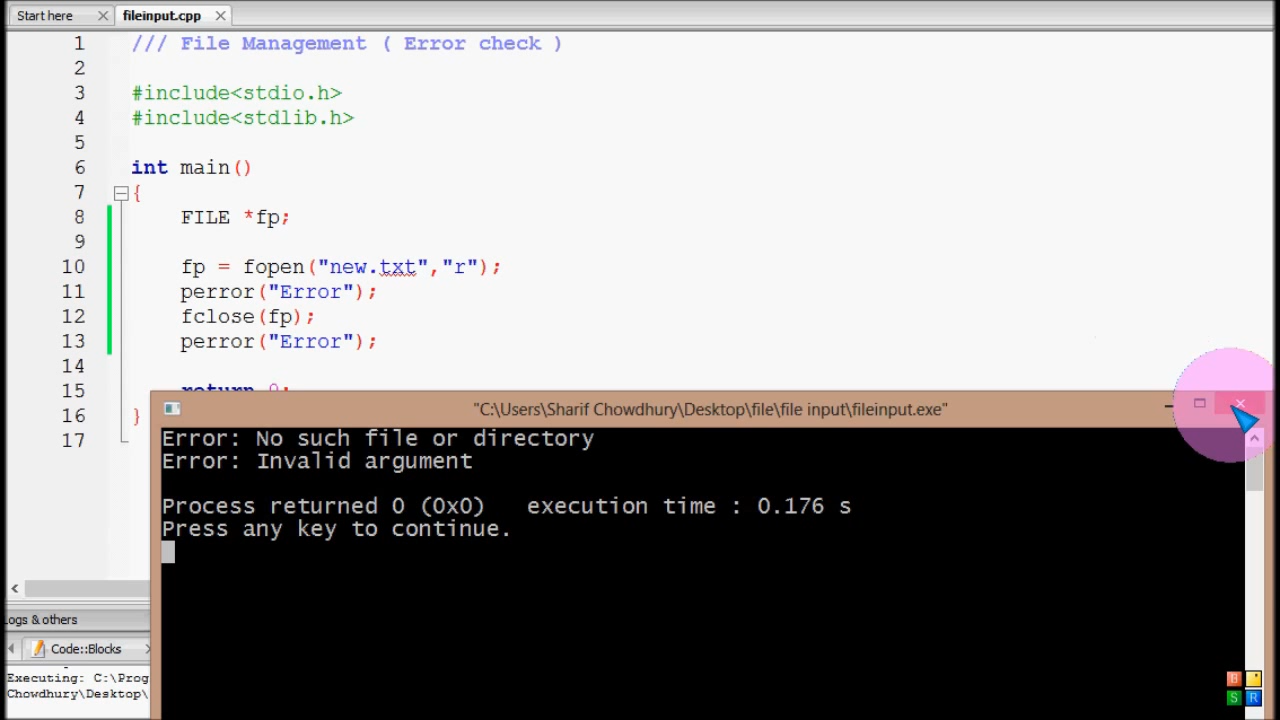 Start here
fileinput.cpp
1 /// File Management ( Error check )
2
3 #include<stdio.h>
4 #include<stdlib.h>
5
6 int main()
7 {
8 FILE *fp;
9
10 fp = fopen("new.txt","r");
11 perror("Error");
12 fclose(fp);
13 perror("Error");
14
15 return 0;
16 }
17
"C:\Users\Sharif Chowdhury\Desktop\file\file input\fileinput.exe"
Error: No such file or directory
Error: Invalid argument
Process returned 0 (0x0) execution time : 0.176 s
Press any key to continue.
ogs & others
Code::Blocks
Executing: C:\Prog
Chowdhury\Desktop\
B
S R